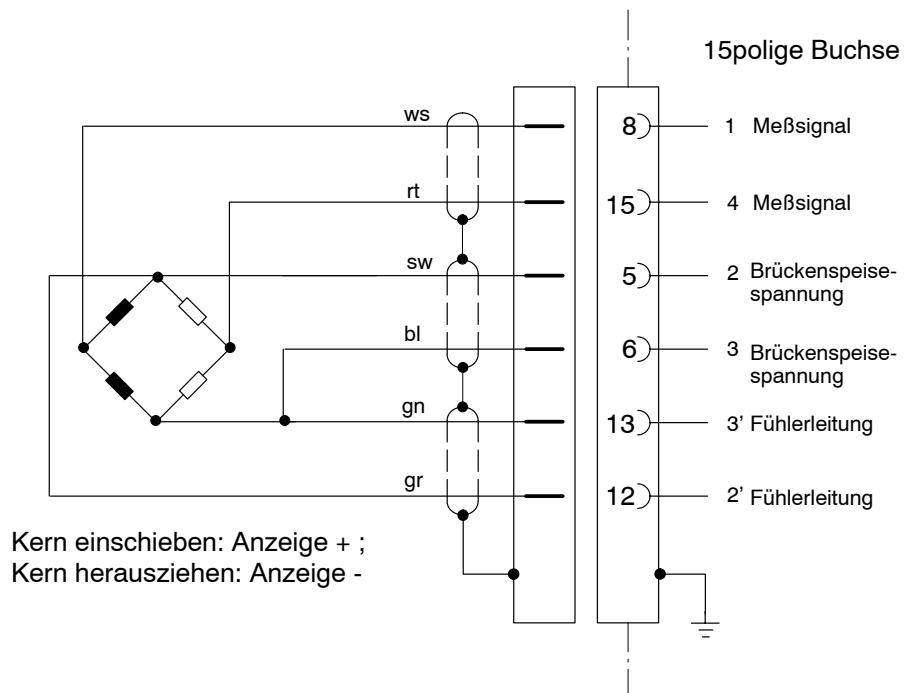 15polige Buchse
ws 8 1 Meßsignal
rt 15 4 Meßsignal
sw 5 2 Brückenspeise-
spannung
bl 6 3 Brückenspeise-
spannung
gn 13 3’ Fühlerleitung
gr 12 2’ Fühlerleitung
Kern einschieben: Anzeige + ;
Kern herausziehen: Anzeige -